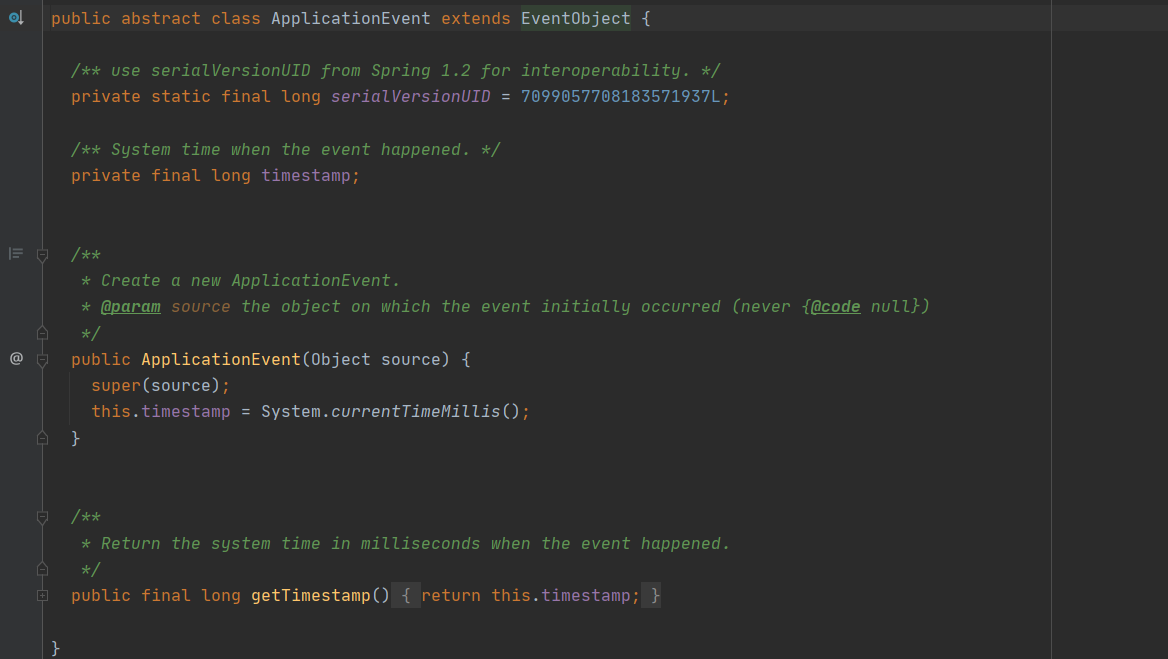 public abstract class ApplicationEvent extends EventObject {
/** use serialVersionUID from Spring 1.2 for interoperability. */
private static final long serialVersionUID = 7099057708183571937L;
/** System time when the event happened. */
private final long timestamp;
/**
* Create a new ApplicationEvent.
* @param source the object on which the event initially occurred (never {@code null})
*/
@ public ApplicationEvent(Object source) {
super(source);
this.timestamp = System.currentTimeMillis();
}
/**
* Return the system time in milliseconds when the event happened.
*/
public final long getTimestamp() { return this.timestamp; }
}